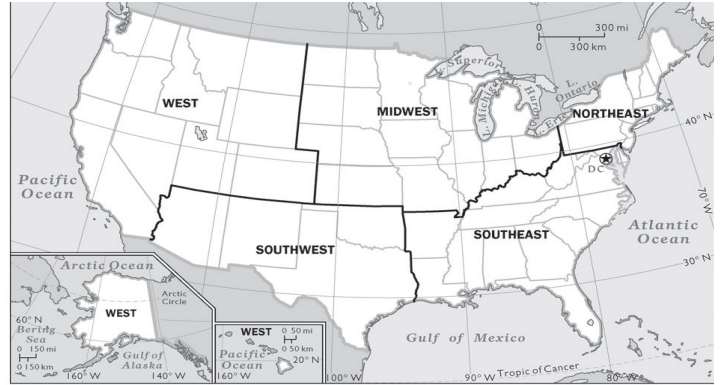 0 300 mi
0 300 km
L. Superior
L. Michig.
L. Huron
L. Ontario
L. Erie
WEST
MIDWEST
NORTHEAST
40° N
DC
70° W
Pacific
Ocean
SOUTHWEST
SOUTHEAST
Atlantic
Ocean
30° N
Arctic Ocean
Arctic
Circle
WEST
60° N
Bering
Sea
0 150 mi
0 150 km
Gulf of
Alaska
160° W
140° W
WEST
0 50 mi
0 50 km
Pacific
Ocean
20° N
160° W
Gulf of Mexico
Tropic of Cancer
100° W
90° W
80° W